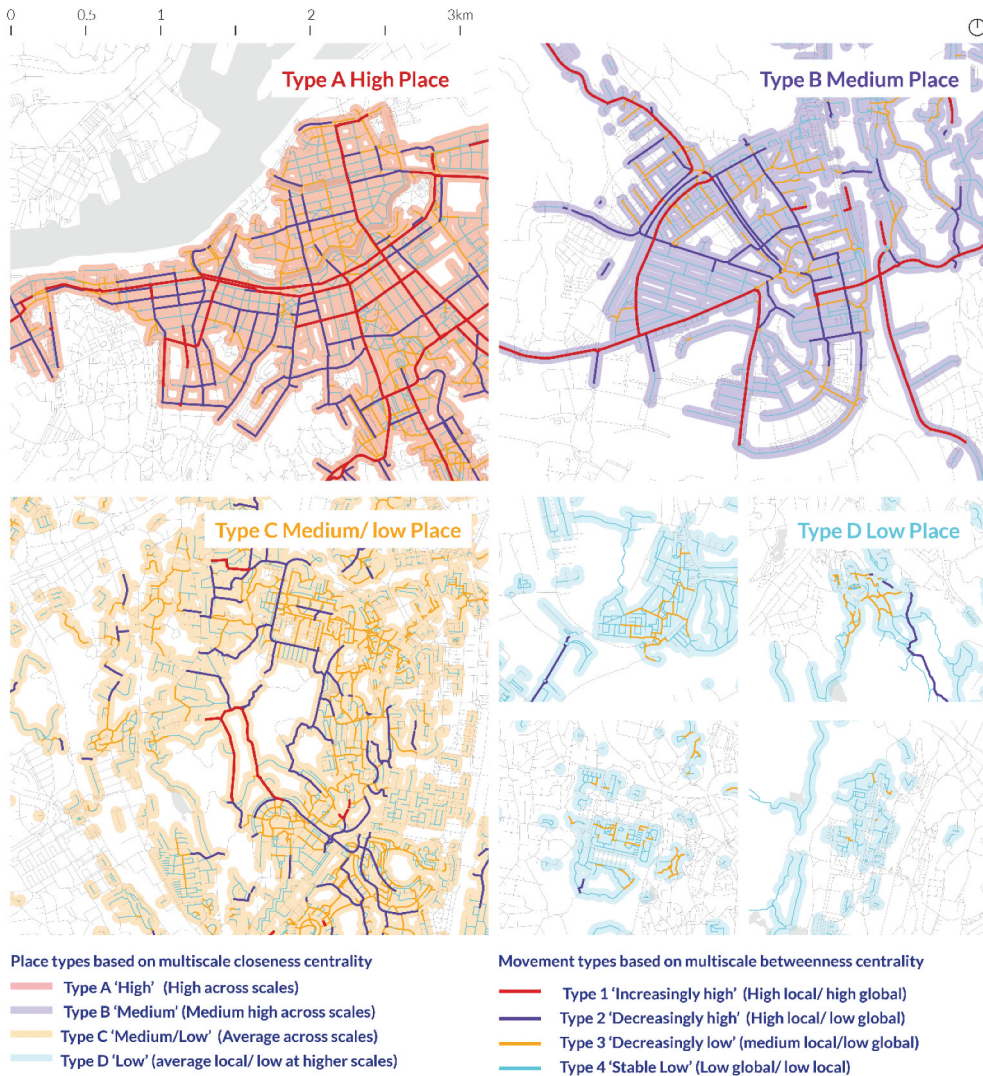 0 0.5 1 2 3km
Type A High Place
Type B Medium Place
Type C Medium/ low Place
Type D Low Place
Place types based on multiscale closeness centrality
Type A ‘High’ (High across scales)
Type B ‘Medium’ (Medium high across scales)
Type C ‘Medium/Low’ (Average across scales)
Type D ‘Low’ (average local/ low at higher scales)
Movement types based on multiscale betweenness centrality
Type 1 ‘Increasingly high’ (High local/ high global)
Type 2 ‘Decreasingly high’ (High local/ low global)
Type 3 ‘Decreasingly low’ (medium local/low global)
Type 4 ‘Stable Low’ (Low global/ low local)